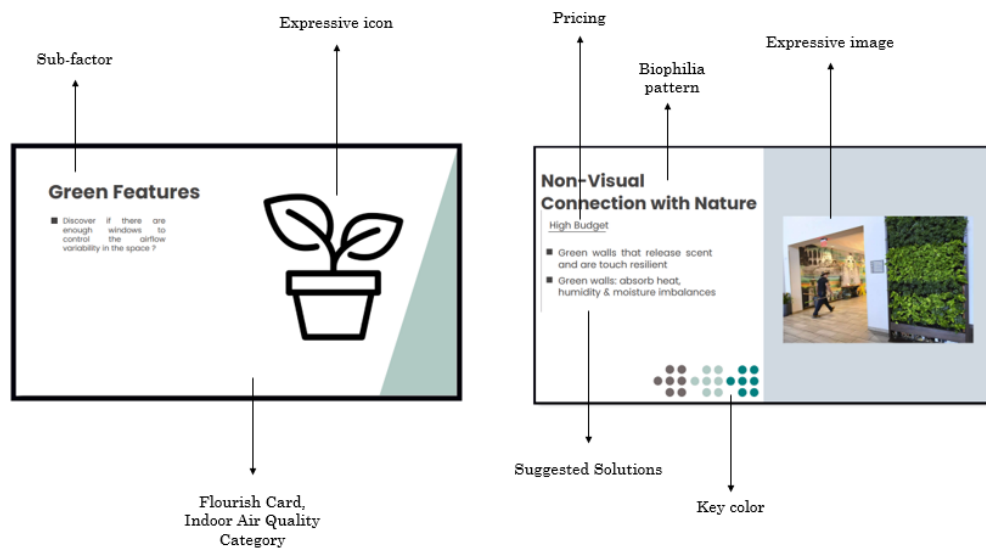 Expressive icon
Pricing
Expressive image
Sub-factor
Biophilia
pattern
Green Features
Discover if there are
enough windows to
control the airflow
variability in the space ?
Non-Visual
Connection with Nature
High Budget
Green walls that release scent
and are touch resilient
Green walls: absorb heat,
humidity & moisture imbalances
Suggested Solutions
Flourish Card,
Indoor Air Quality
Category
Key color